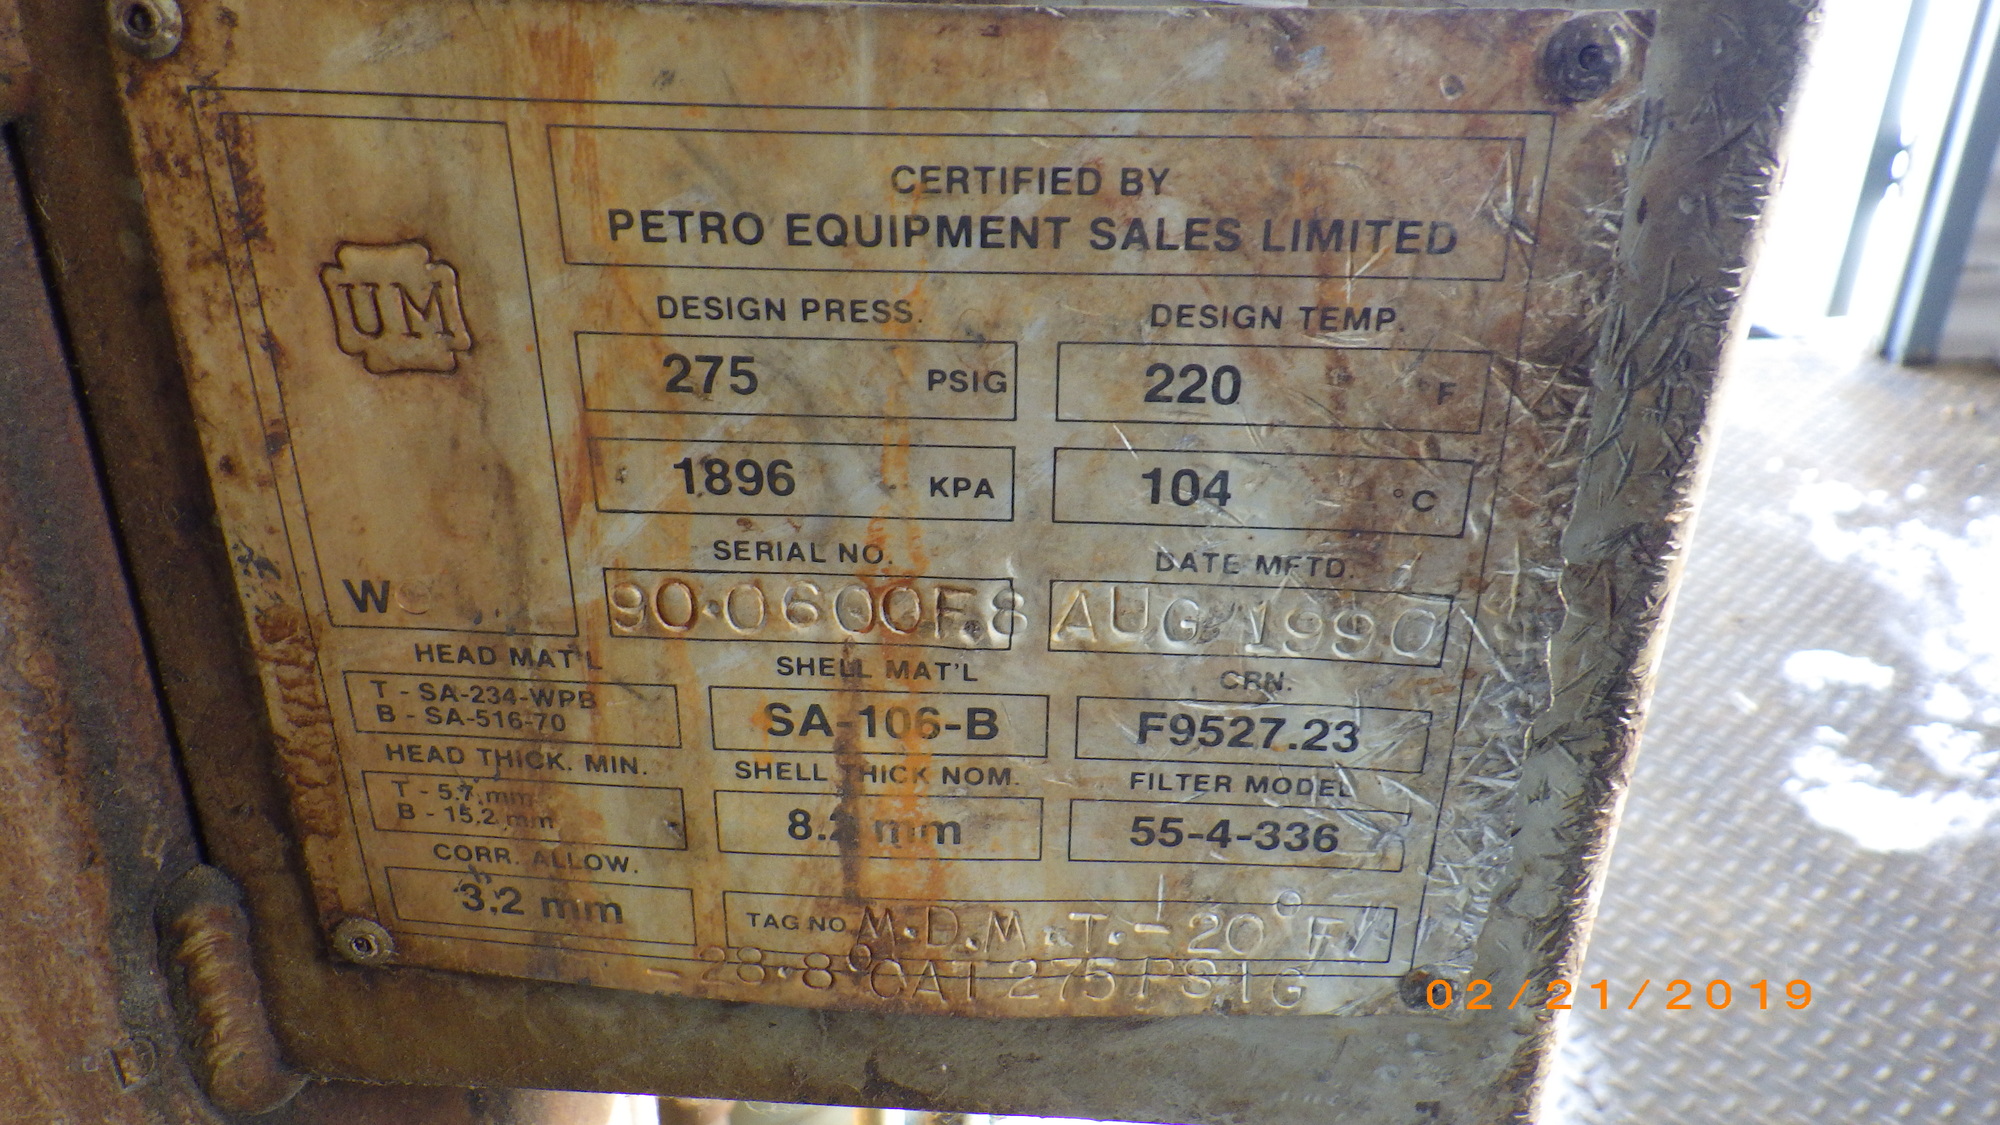 CERTIFIED BY
PETRO EQUIPMENT SALES LIMITED
UM
W
DESIGN PRESS. DESIGN TEMP.
275 PSIG 220 °F
1896 KPA 104 °C
SERIAL NO. DATE MFTD.
90.0600F.8 AUG 1990
HEAD MAT'L SHELL MAT'L CRN.
T - SA-234-WPB
B - SA-516-70
SA-106-B F9527.23
HEAD THICK. MIN. SHELL THICK NOM. FILTER MODEL
T - 5.7 mm
B - 15.2 mm
8.2 mm 55-4-336
CORR. ALLOW.
3.2 mm
TAG NO. M.D.M.T. -20°F/
-28.8°C AT 275 PSIG
02/21/2019